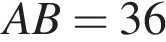 AB = 36